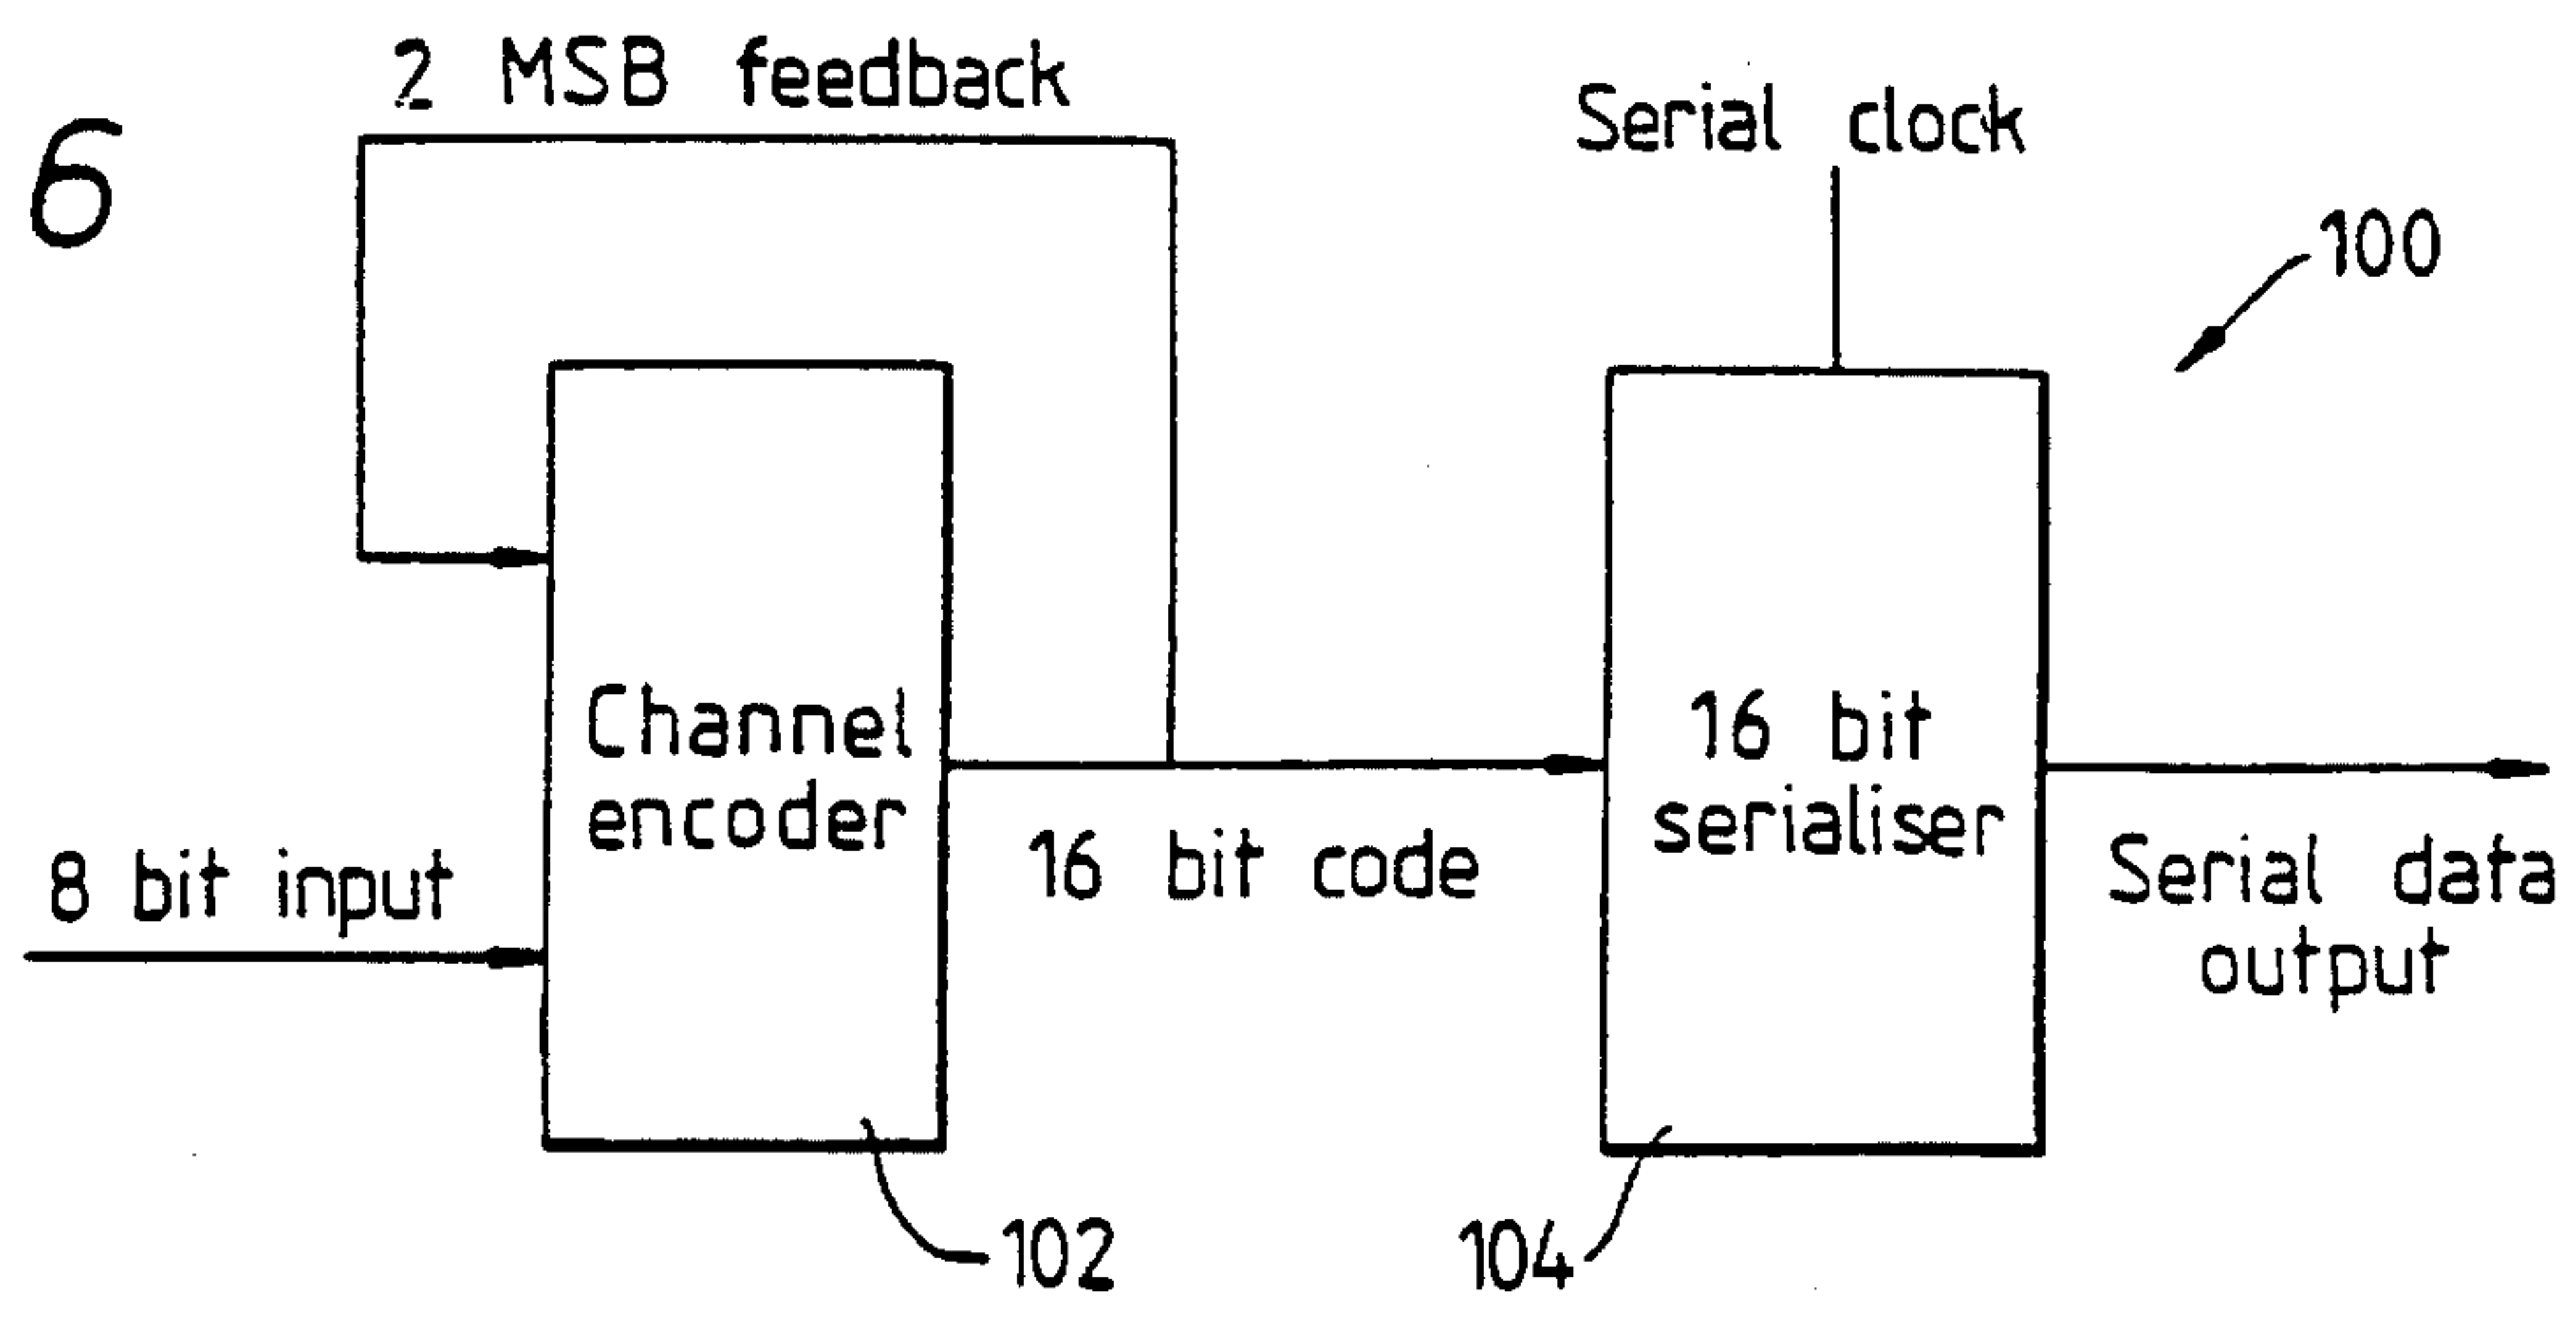 6
2 MSB feedback
Serial clock
100
Channel
encoder
8 bit input
16 bit code
16 bit
serialiser
Serial data
output
102
104